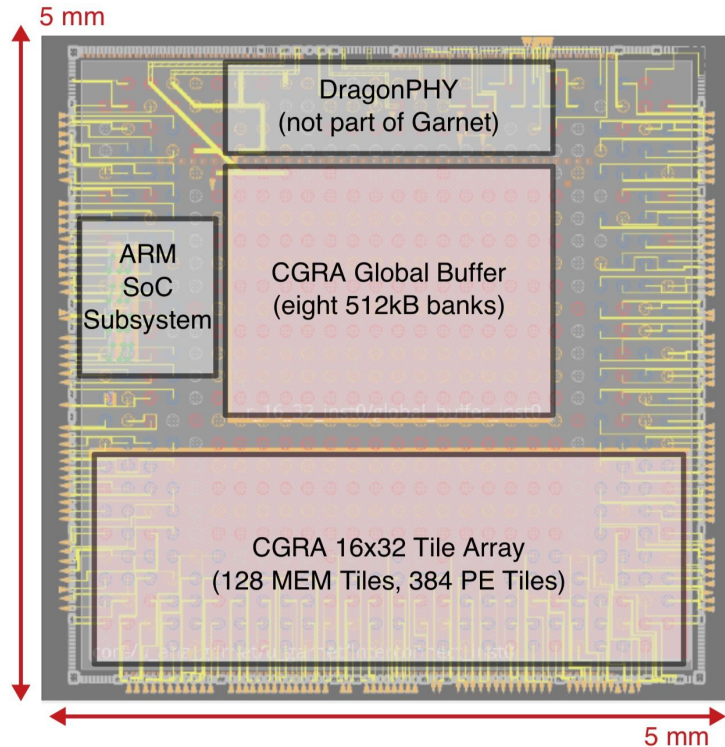 5 mm
DragonPHY
(not part of Garnet)
ARM
SoC
Subsystem
CGRA Global Buffer
(eight 512kB banks)
CGRA 16x32 Tile Array
(128 MEM Tiles, 384 PE Tiles)
5 mm